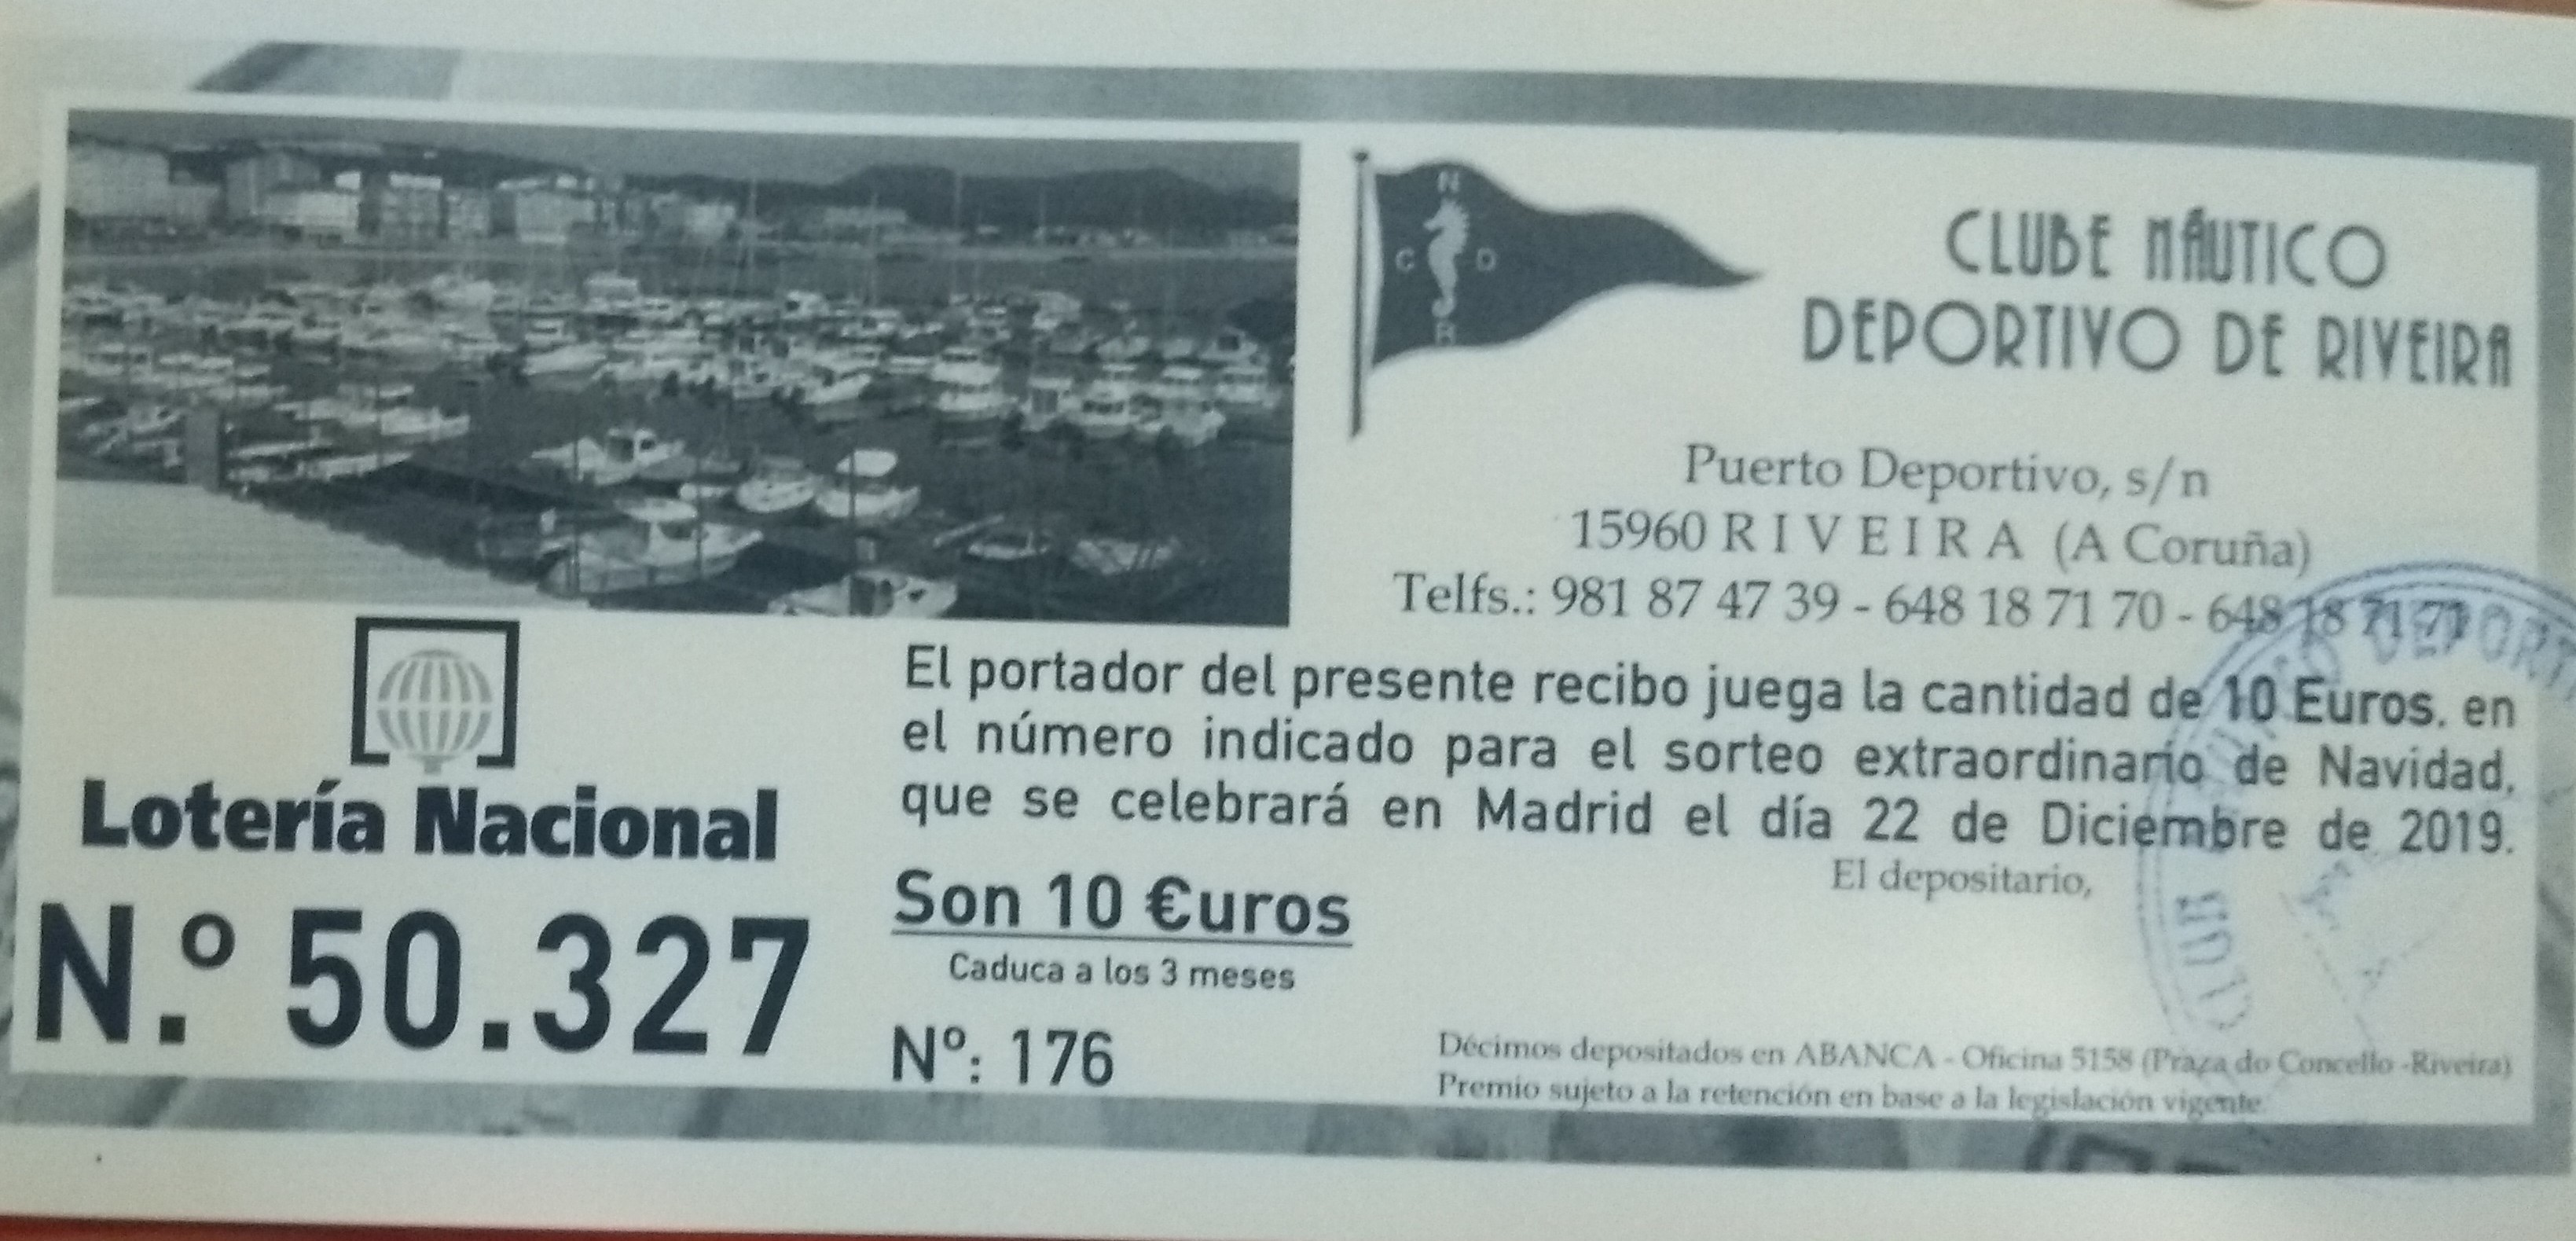 N
C D
R
CLUBE NÁUTICO
DEPORTIVO DE RIVEIRA
Puerto Deportivo, s/n
15960 RIVEIRA (A Coruña)
Telfs.: 981 87 47 39 - 648 18 71 70 - 648 18 71 71
Lotería Nacional
N.º 50.327
El portador del presente recibo juega la cantidad de 10 Euros. en
el número indicado para el sorteo extraordinario de Navidad,
que se celebrará en Madrid el día 22 de Diciembre de 2019.
El depositario,
Son 10 €uros
Caduca a los 3 meses
Nº: 176
Décimos depositados en ABANCA - Oficina 5158 (Praza do Concello -Riveira)
Premio sujeto a la retención en base a la legislación vigente